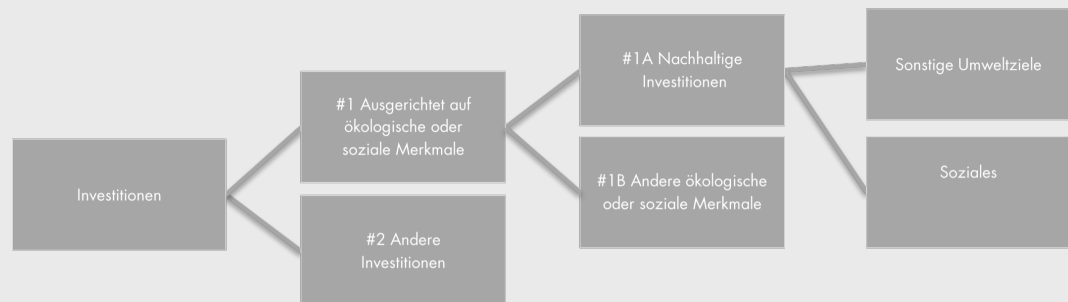 Investitionen
#1 Ausgerichtet auf
ökologische oder
soziale Merkmale
#2 Andere
Investitionen
#1A Nachhaltige
Investitionen
#1B Andere ökologische
oder soziale Merkmale
Sonstige Umweltziele
Soziales